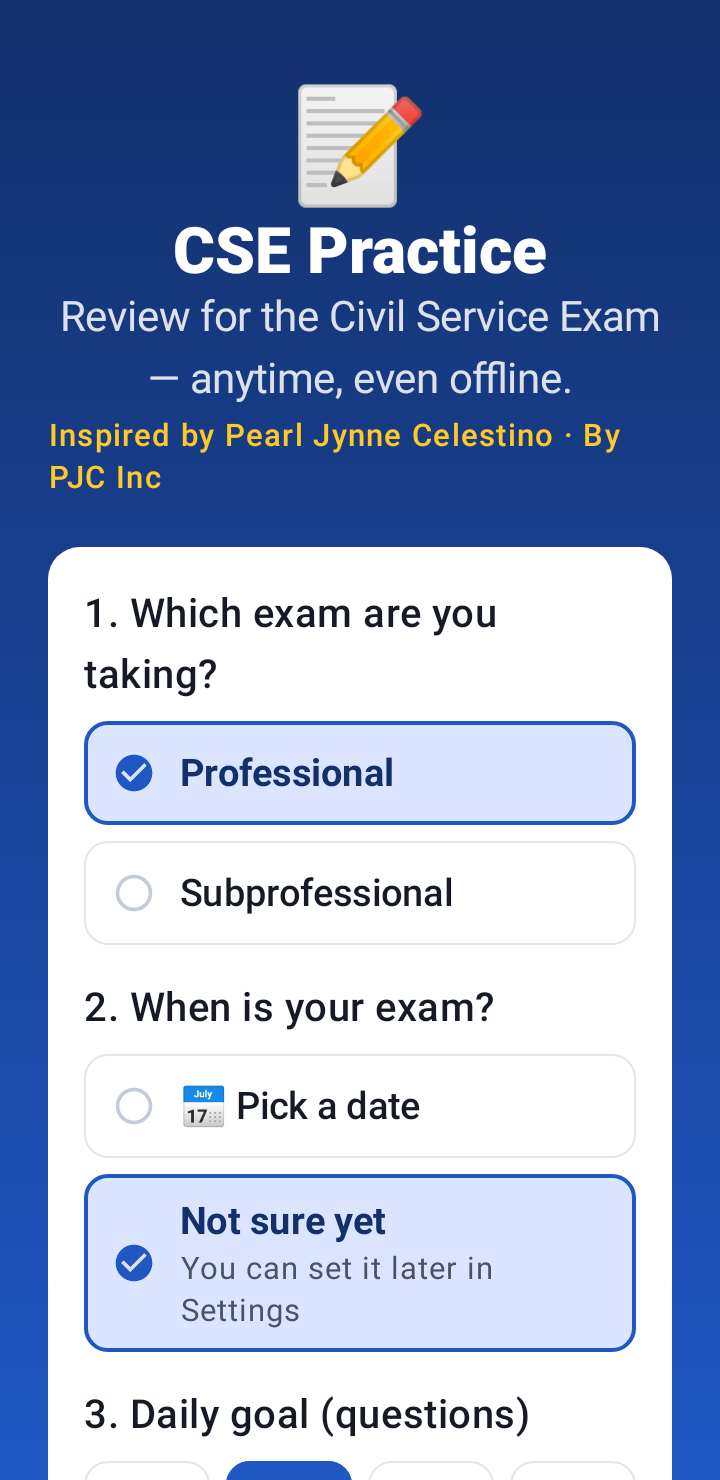 CSE Practice
Review for the Civil Service Exam
— anytime, even offline.
Inspired by Pearl Jynne Celestino · By
PJC Inc
1. Which exam are you
taking?
Professional
Subprofessional
2. When is your exam?
July
17
Pick a date
Not sure yet
You can set it later in
Settings
3. Daily goal (questions)